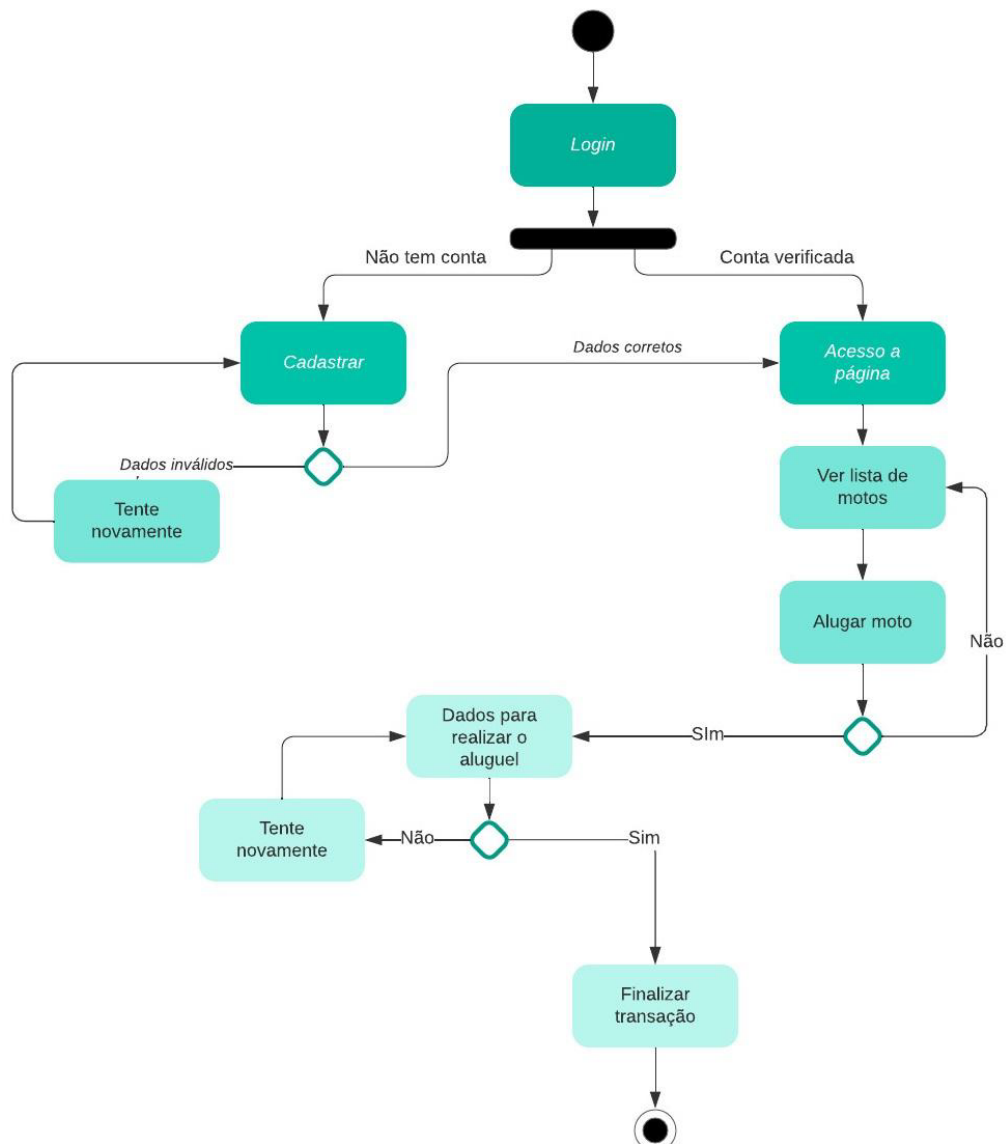 Login
Não tem conta
Conta verificada
Cadastrar
Dados corretos
Acesso a
página
Dados inválidos
Tente
novamente
Ver lista de
motos
Alugar moto
Não
Dados para
realizar o
aluguel
SIm
Tente
novamente
Não
Sim
Finalizar
transação